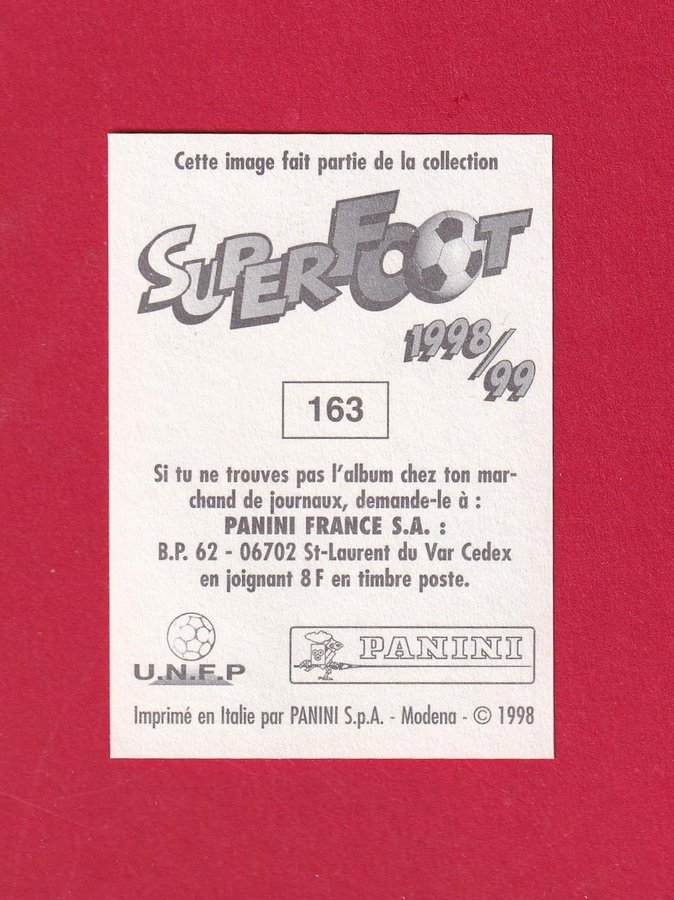 Cette image fait partie de la collection
SUPERFOOT
1998/99
163
Si tu ne trouves pas l'album chez ton mar-
chand de journaux, demande-le à :
PANINI FRANCE S.A. :
B.P. 62 - 06702 St-Laurent du Var Cedex
en joignant 8 F en timbre poste.
U.N.F.P
PANINI
Imprimé en Italie par PANINI S.p.A. - Modena - © 1998